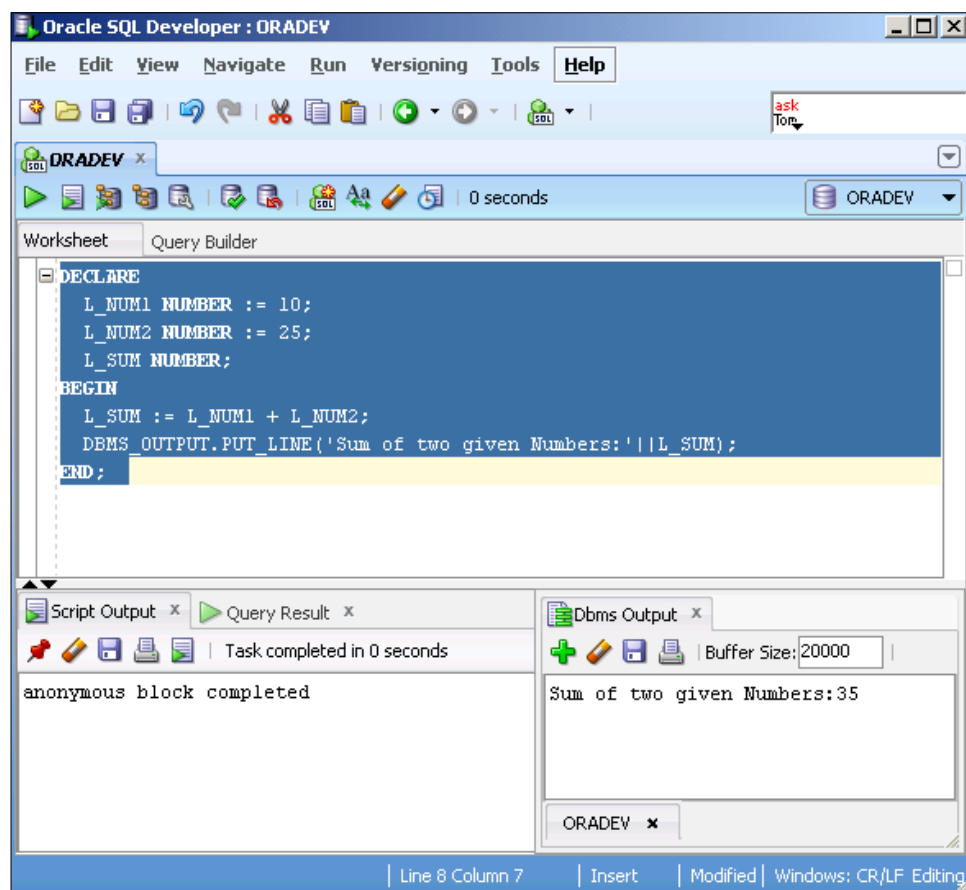 Oracle SQL Developer : ORADEV
File Edit View Navigate Run Versioning Tools Help
ask
Tom
ORADEV
0 seconds
ORADEV
Worksheet Query Builder
DECLARE
L_NUM1 NUMBER := 10;
L_NUM2 NUMBER := 25;
L_SUM NUMBER;
BEGIN
L_SUM := L_NUM1 + L_NUM2;
DBMS_OUTPUT.PUT_LINE('Sum of two given Numbers:'||L_SUM);
END;
Script Output Query Result
Task completed in 0 seconds
anonymous block completed
Dbms Output
Buffer Size: 20000
Sum of two given Numbers:35
ORADEV
Line 8 Column 7 Insert Modified Windows: CR/LF Editing